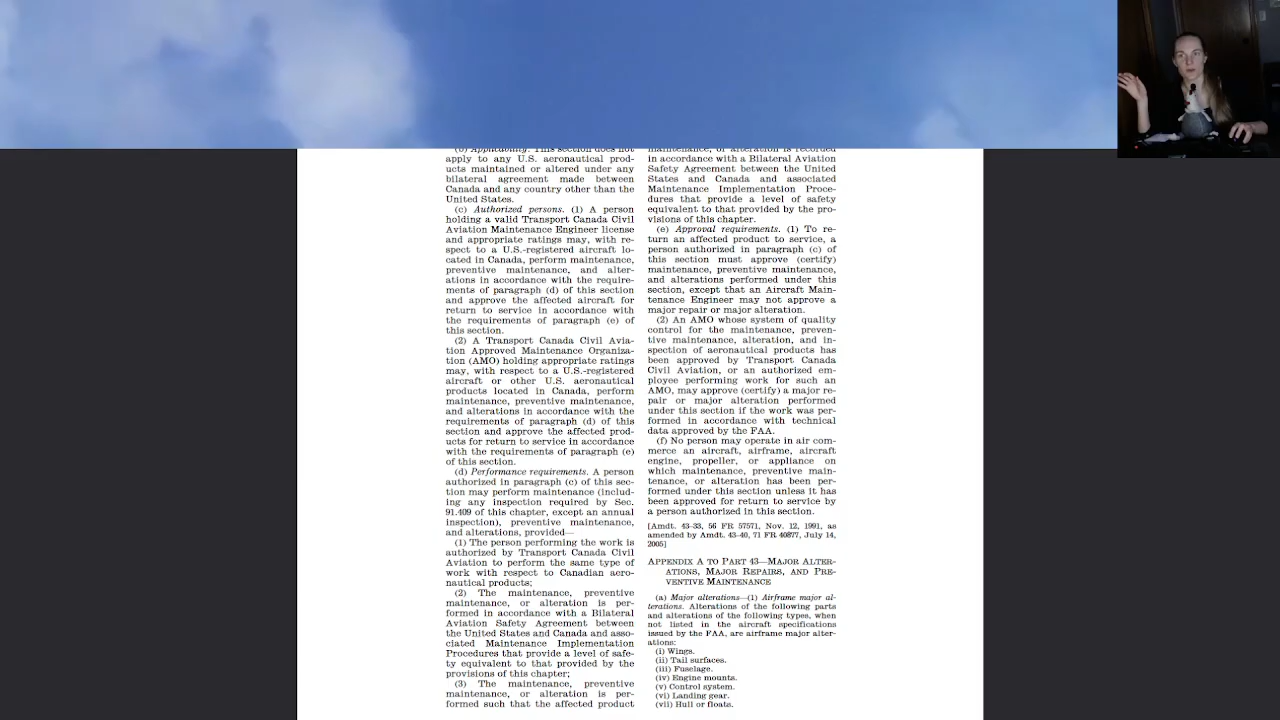 (b) Applicability. This section does not
apply to any U.S. aeronautical prod-
ucts maintained or altered under any
bilateral agreement made between
Canada and any country other than the
United States.
(c) Authorized persons. (1) A person
holding a valid Transport Canada Civil
Aviation Maintenance Engineer license
and appropriate ratings may, with re-
spect to a U.S.-registered aircraft lo-
cated in Canada, perform maintenance,
preventive maintenance, and alter-
ations in accordance with the require-
ments of paragraph (d) of this section
and approve the affected aircraft for
return to service in accordance with
the requirements of paragraph (e) of
this section.
(2) A Transport Canada Civil Avia-
tion Approved Maintenance Organiza-
tion (AMO) holding appropriate ratings
may, with respect to a U.S.-registered
aircraft or other U.S. aeronautical
products located in Canada, perform
maintenance, preventive maintenance,
and alterations in accordance with the
requirements of paragraph (d) of this
section and approve the affected prod-
ucts for return to service in accordance
with the requirements of paragraph (e)
of this section.
(d) Performance requirements. A person
authorized in paragraph (c) of this sec-
tion may perform maintenance (includ-
ing any inspection required by Sec.
91.409 of this chapter, except an annual
inspection), preventive maintenance,
and alterations, provided—
(1) The person performing the work is
authorized by Transport Canada Civil
Aviation to perform the same type of
work with respect to Canadian aero-
nautical products;
(2) The maintenance, preventive
maintenance, or alteration is per-
formed in accordance with a Bilateral
Aviation Safety Agreement between
the United States and Canada and asso-
ciated Maintenance Implementation
Procedures that provide a level of safe-
ty equivalent to that provided by the
provisions of this chapter;
(3) The maintenance, preventive
maintenance, or alteration is per-
formed such that the affected product
maintenance, or alteration is recorded
in accordance with a Bilateral Aviation
Safety Agreement between the United
States and Canada and associated
Maintenance Implementation Proce-
dures that provide a level of safety
equivalent to that provided by the pro-
visions of this chapter.
(e) Approval requirements. (1) To re-
turn an affected product to service, a
person authorized in paragraph (c) of
this section must approve (certify)
maintenance, preventive maintenance,
and alterations performed under this
section, except that an Aircraft Main-
tenance Engineer may not approve a
major repair or major alteration.
(2) An AMO whose system of quality
control for the maintenance, preven-
tive maintenance, alteration, and in-
spection of aeronautical products has
been approved by Transport Canada
Civil Aviation, or an authorized em-
ployee performing work for such an
AMO, may approve (certify) a major re-
pair or major alteration performed
under this section if the work was per-
formed in accordance with technical
data approved by the FAA.
(f) No person may operate in air com-
merce an aircraft, airframe, aircraft
engine, propeller, or appliance on
which maintenance, preventive main-
tenance, or alteration has been per-
formed under this section unless it has
been approved for return to service by
a person authorized in this section.
[Amdt. 43-33, 56 FR 57571, Nov. 12, 1991, as
amended by Amdt. 43-40, 71 FR 40877, July 14,
2005]
APPENDIX A TO PART 43—MAJOR ALTER-
ATIONS, MAJOR REPAIRS, AND PRE-
VENTIVE MAINTENANCE
(a) Major alterations—(1) Airframe major al-
terations. Alterations of the following parts
and alterations of the following types, when
not listed in the aircraft specifications
issued by the FAA, are airframe major alter-
ations:
(i) Wings.
(ii) Tail surfaces.
(iii) Fuselage.
(iv) Engine mounts.
(v) Control system.
(vi) Landing gear.
(vii) Hull or floats.